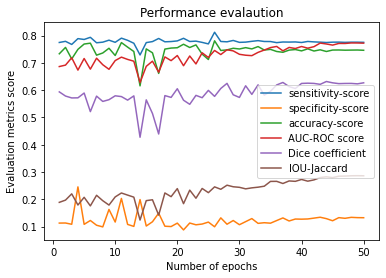 Performance evalaution
Evaluation metrics score
0.8
0.7
0.6
0.5
0.4
0.3
0.2
0.1
sensitivity-score
specificity-score
accuracy-score
AUC-ROC score
Dice coefficient
IOU-Jaccard
0 10 20 30 40 50
Number of epochs